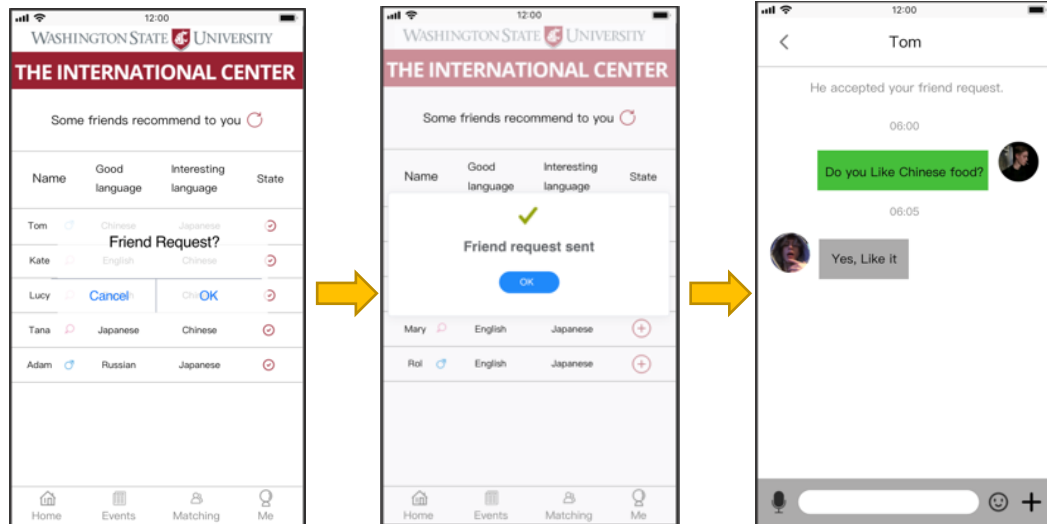 12:00
WASHINGTON STATE UNIVERSITY
THE INTERNATIONAL CENTER
Some friends recommend to you
Name Good language Interesting language State
Tom Chinese Japanese
Friend Request?
Kate English Chinese
Lucy Cancel OK
Tana Japanese Chinese
Adam Russian Japanese
Home Events Matching Me
12:00
WASHINGTON STATE UNIVERSITY
THE INTERNATIONAL CENTER
Some friends recommend to you
Name Good language Interesting language State
Friend request sent
OK
Mary English Japanese
Rol English Japanese
Home Events Matching Me
12:00
Tom
He accepted your friend request.
06:00
Do you Like Chinese food?
06:05
Yes, Like it